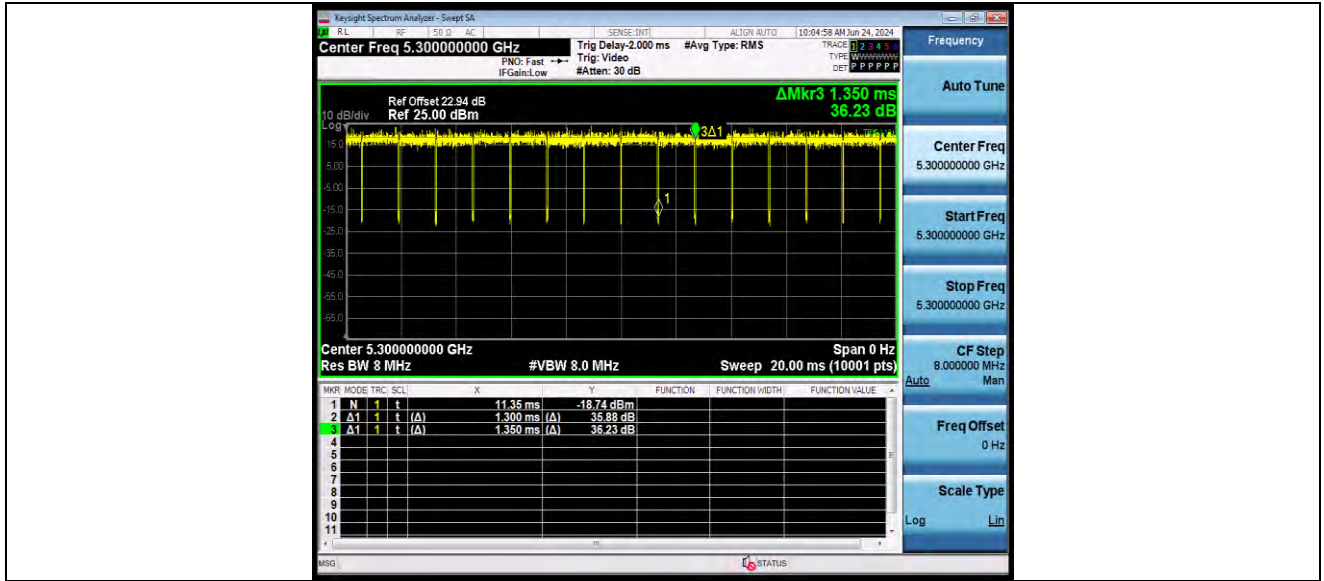 Keysight Spectrum Analyzer - Swept SA
RL RF 50 Ω AC SENSE:INT ALIGN AUTO 10:04:58 AM Jun 24, 2024
Center Freq 5.300000000 GHz Trig Delay-2.000 ms #Avg Type: RMS TRACE 1 2 3 4 5 6
PNO: Fast Trig: Video TYPE WWWWWW
IFGain:Low #Atten: 30 dB DET P P P P P P
Frequency
ΔMkr3 1.350 ms
36.23 dB
Ref Offset 22.94 dB
10 dB/div Ref 25.00 dBm
Log
15.0
5.00
-5.00
-15.0
-25.0
-35.0
-45.0
-55.0
-65.0
3Δ1
1
Center 5.300000000 GHz Span 0 Hz
Res BW 8 MHz #VBW 8.0 MHz Sweep 20.00 ms (10001 pts)
MKR MODE TRC SCL X Y FUNCTION FUNCTION WIDTH FUNCTION VALUE
1 N 1 t 11.35 ms -18.74 dBm
2 Δ1 1 t (Δ) 1.300 ms (Δ) 35.88 dB
3 Δ1 1 t (Δ) 1.350 ms (Δ) 36.23 dB
4
5
6
7
8
9
10
11
MSG STATUS
Auto Tune
Center Freq
5.300000000 GHz
Start Freq
5.300000000 GHz
Stop Freq
5.300000000 GHz
CF Step
8.000000 MHz
Auto Man
Freq Offset
0 Hz
Scale Type
Log Lin